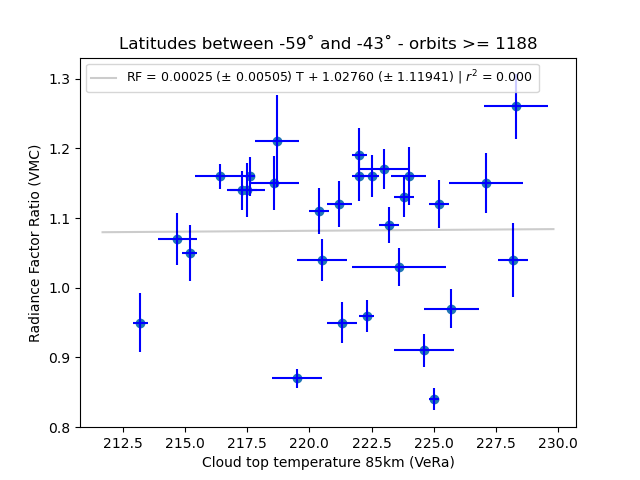 Latitudes between -59˚ and -43˚ - orbits >= 1188
RF = 0.00025 (± 0.00505) T + 1.02760 (± 1.11941) | r² = 0.000
Radiance Factor Ratio (VMC)
1.3
1.2
1.1
1.0
0.9
0.8
212.5 215.0 217.5 220.0 222.5 225.0 227.5 230.0
Cloud top temperature 85km (VeRa)